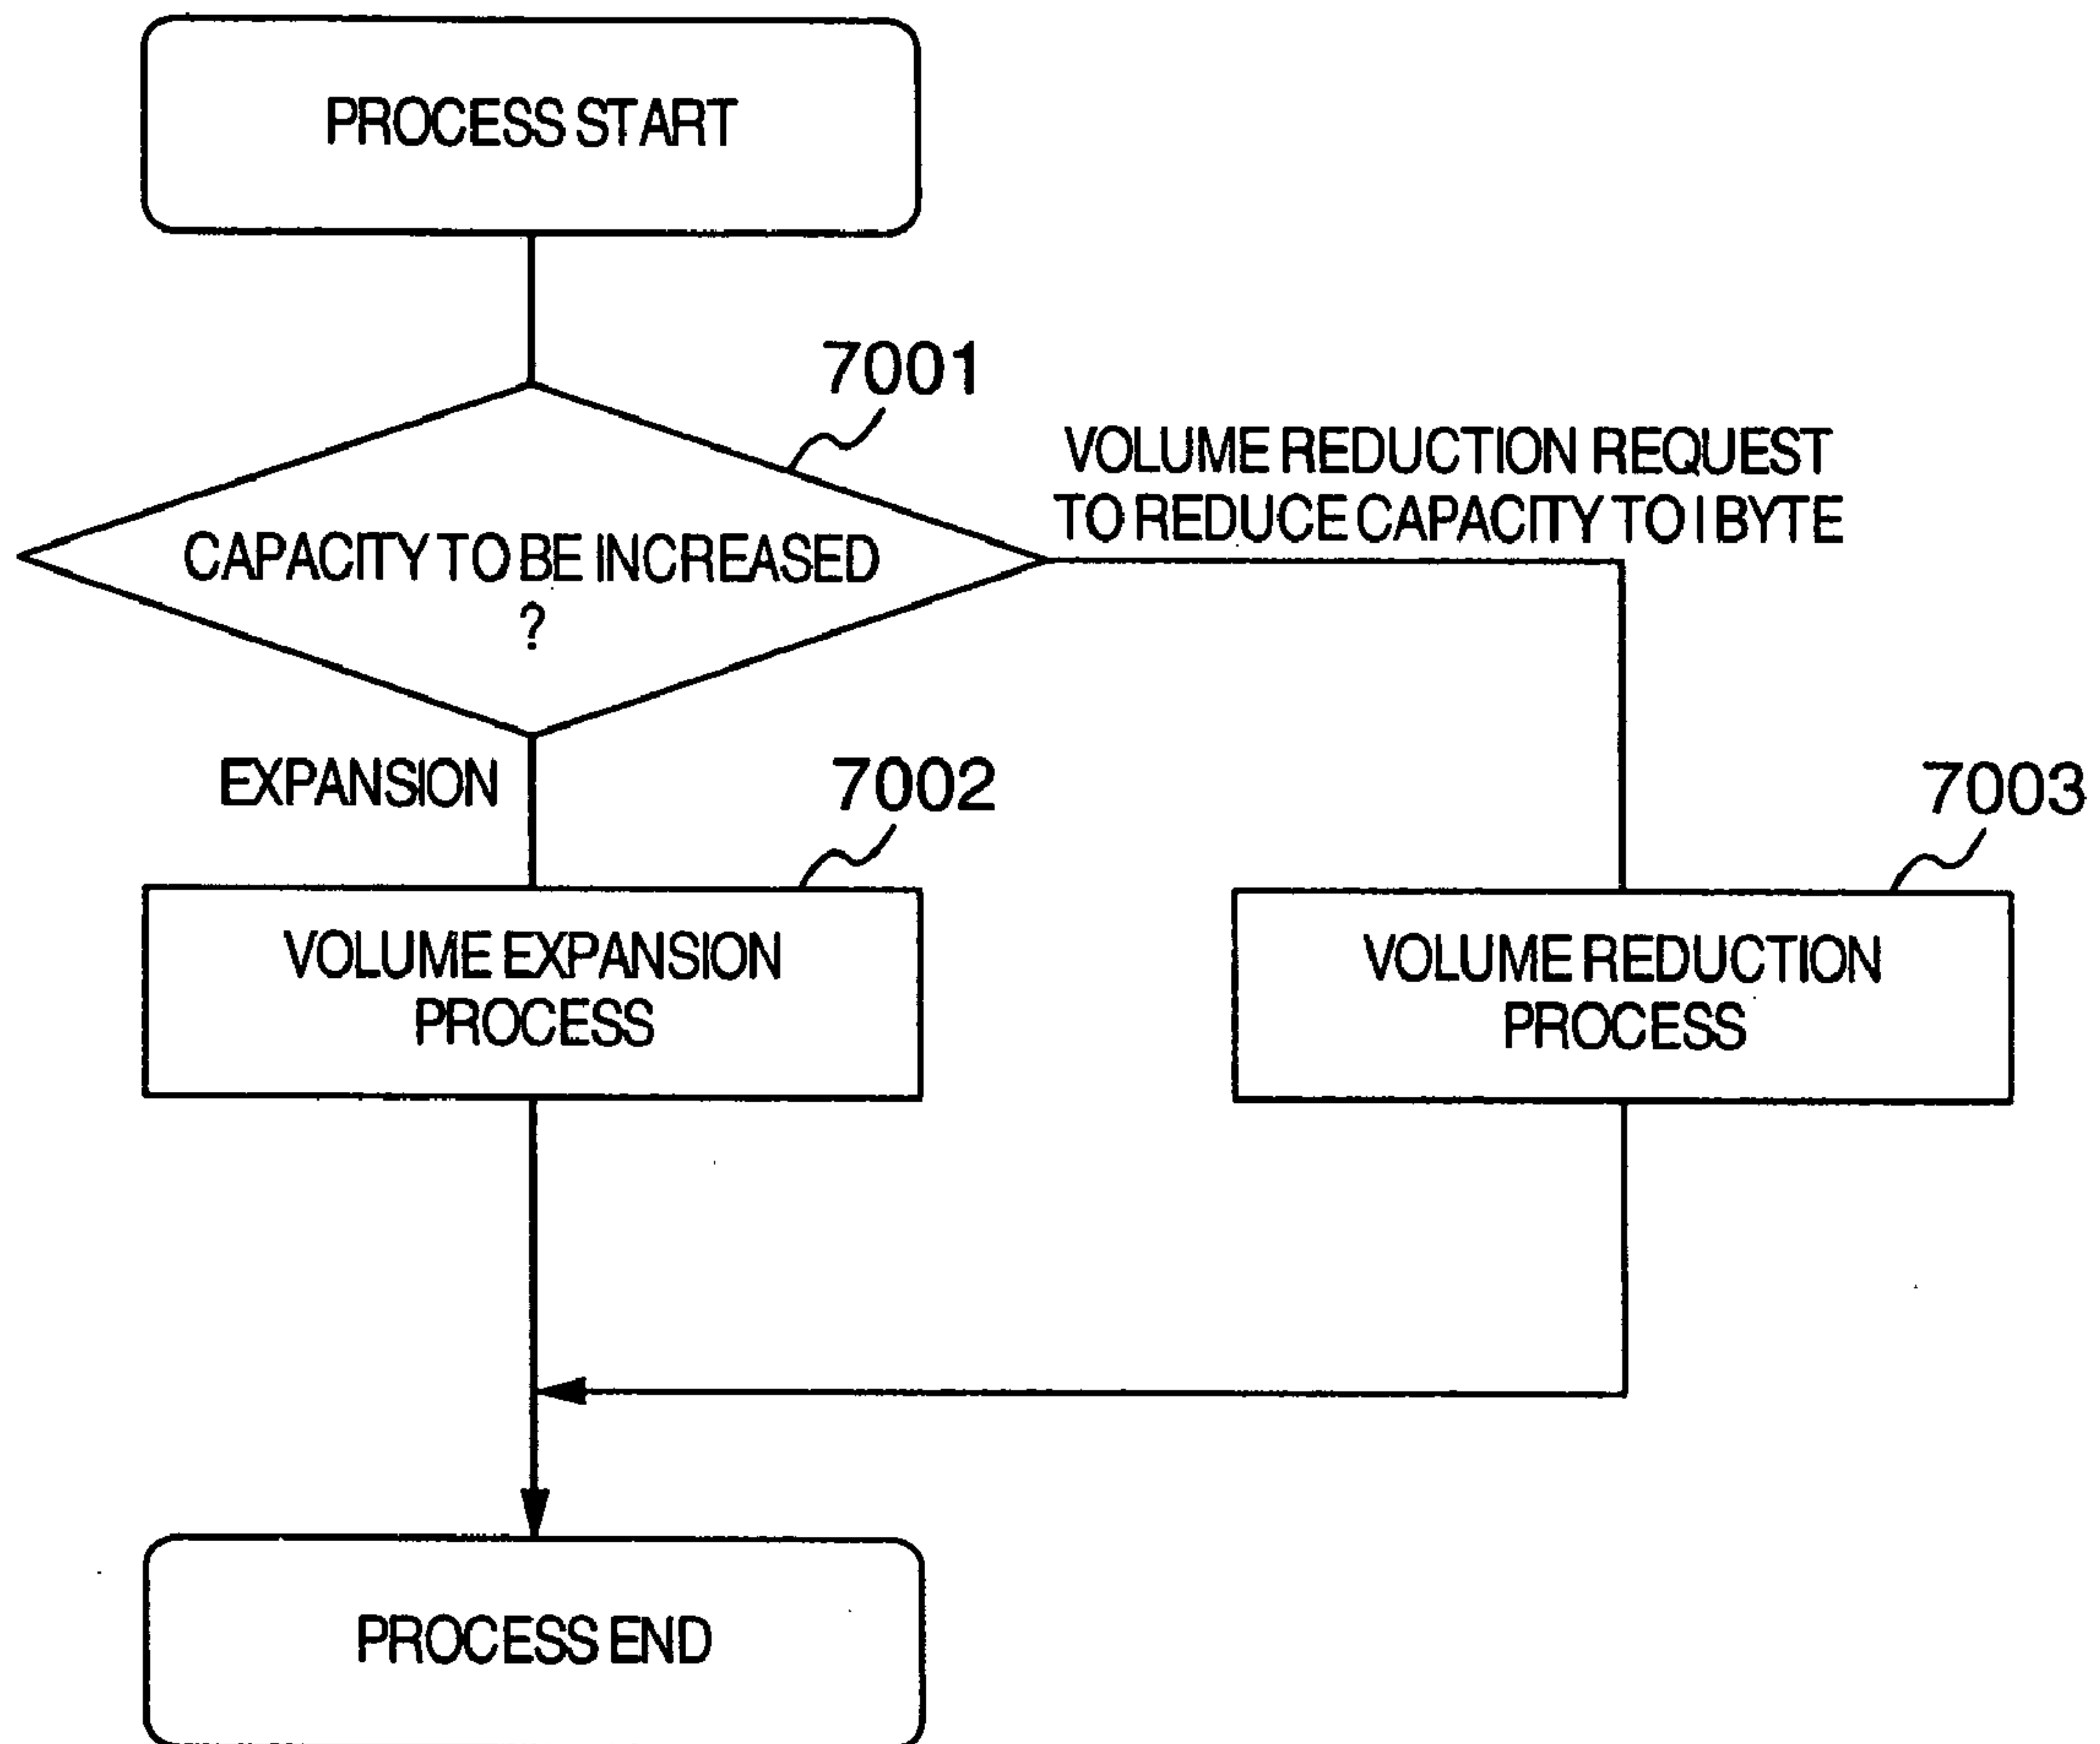 PROCESS START
7001
VOLUME REDUCTION REQUEST
TO REDUCE CAPACITY TO I BYTE
CAPACITY TO BE INCREASED
?
EXPANSION
7002
7003
VOLUME EXPANSION
PROCESS
VOLUME REDUCTION
PROCESS
PROCESS END